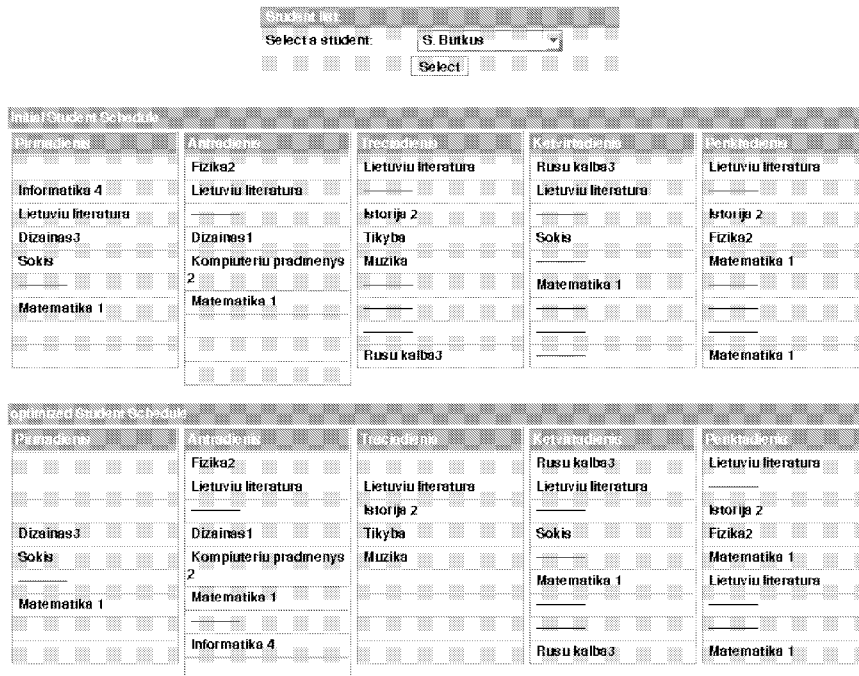 Student list:
Select a student: S. Butkus
Select
Initial Student Schedule
Pirmadienis Antradienis Treciadienis Ketvirtadienis Penktadienis
Fizika2 Lietuviu literatura Rusu kalba3 Lietuviu literatura
Informatika 4 Lietuviu literatura ——— Lietuviu literatura ———
Lietuviu literatura ——— Istorija 2 ——— Istorija 2
Dizainas3 Dizainas1 Tikyba Sokis Fizika2
Sokis Kompiuteriu pradmenys Muzika ——— Matematika 1
——— 2 ——— Matematika 1 ———
Matematika 1 Matematika 1 ——— ——— ———
——— ——— ———
Rusu kalba3 ——— Matematika 1
optimized Student Schedule
Pirmadienis Antradienis Treciadienis Ketvirtadienis Penktadienis
Fizika2 Rusu kalba3 Lietuviu literatura
Lietuviu literatura Lietuviu literatura Lietuviu literatura ———
——— Istorija 2 ——— Istorija 2
Dizainas3 Dizainas1 Tikyba Sokis Fizika2
Sokis Kompiuteriu pradmenys Muzika ——— Matematika 1
——— 2 Matematika 1 Lietuviu literatura
Matematika 1 Matematika 1 ——— ———
——— ——— ———
Informatika 4 Rusu kalba3 Matematika 1